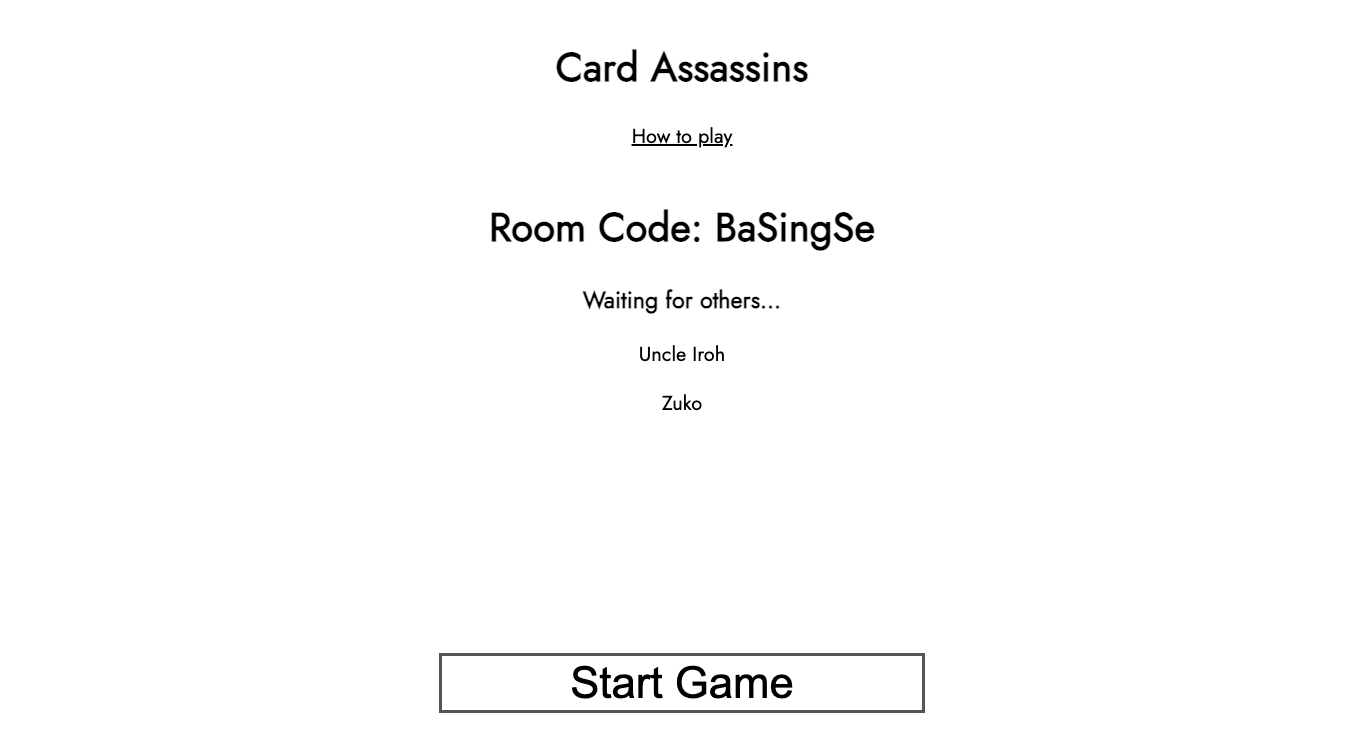 Card Assassins
How to play
Room Code: BaSingSe
Waiting for others...
Uncle Iroh
Zuko
Start Game